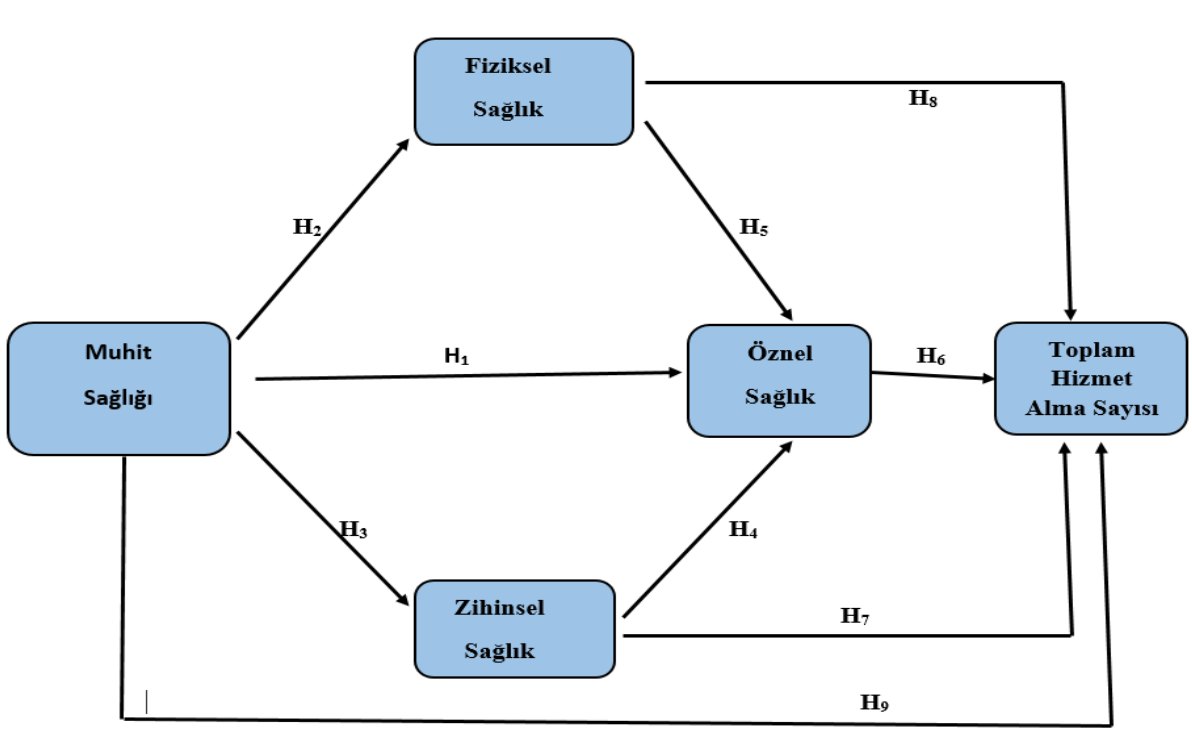 Fiziksel
Sağlık
H₈
H₂
H₅
Muhit
Sağlığı
H₁
Öznel
Sağlık
H₆
Toplam
Hizmet
Alma Sayısı
H₃
H₄
Zihinsel
Sağlık
H₇
H₉